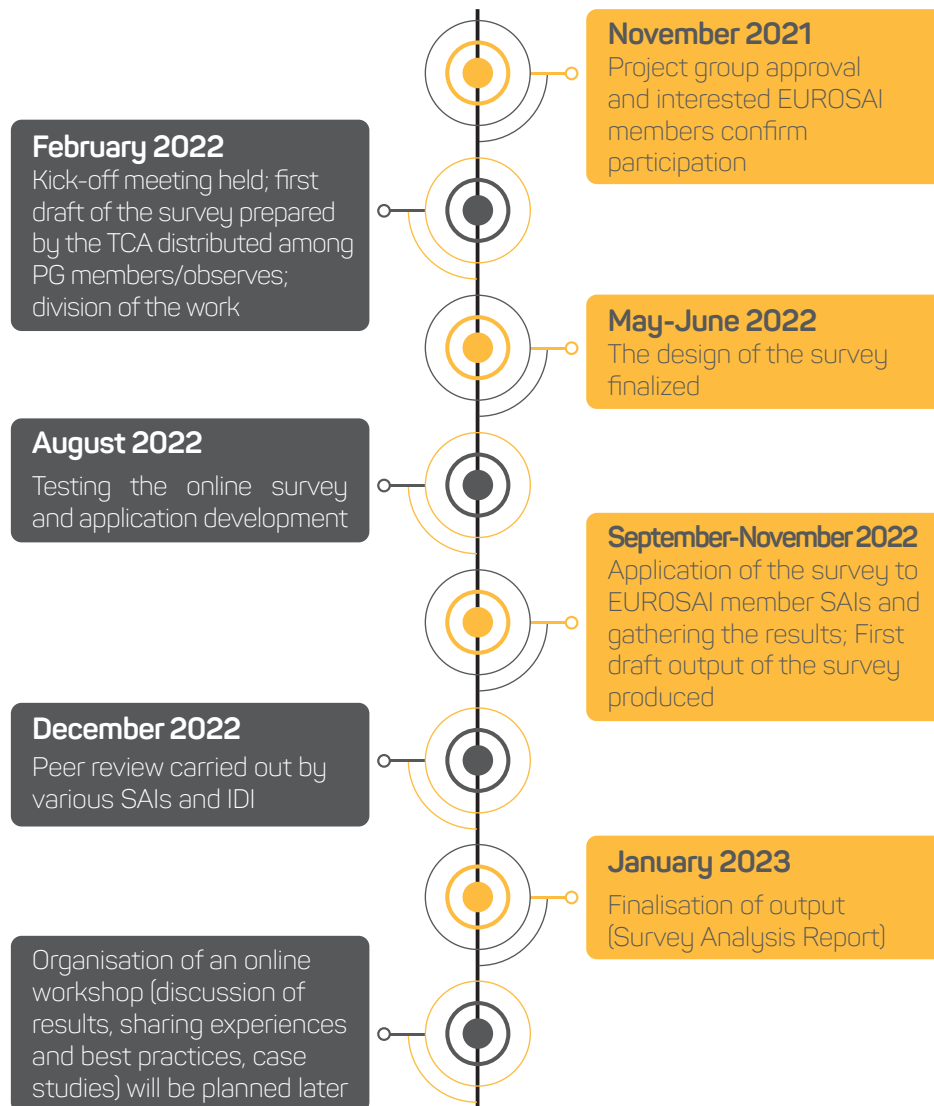 November 2021
Project group approval
and interested EUROSAI
members confirm
participation
February 2022
Kick-off meeting held; first
draft of the survey prepared
by the TCA distributed among
PG members/observes;
division of the work
May-June 2022
The design of the survey
finalized
August 2022
Testing the online survey
and application development
September-November 2022
Application of the survey to
EUROSAI member SAIs and
gathering the results; First
draft output of the survey
produced
December 2022
Peer review carried out by
various SAIs and IDI
January 2023
Finalisation of output
(Survey Analysis Report)
Organisation of an online
workshop (discussion of
results, sharing experiences
and best practices, case
studies) will be planned later